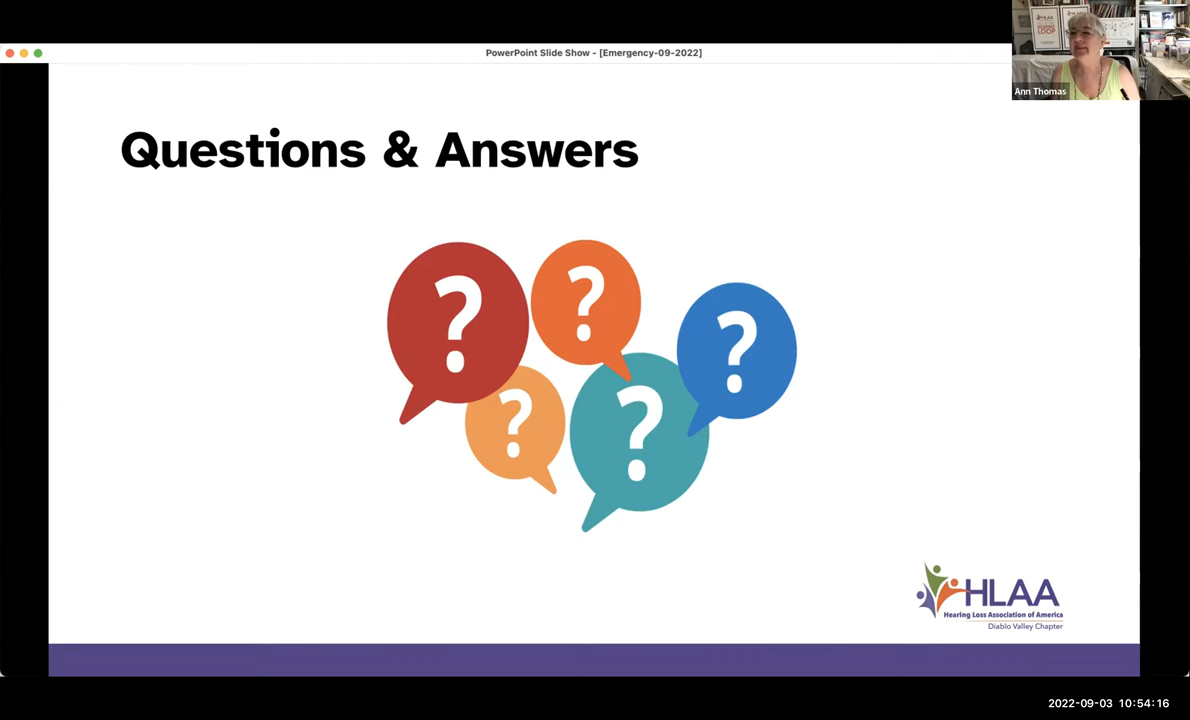 PowerPoint Slide Show - [Emergency-09-2022]
Ann Thomas
Questions & Answers
?
?
?
?
?
HLAA
Hearing Loss Association of America
Diablo Valley Chapter
2022-09-03 10:54:16